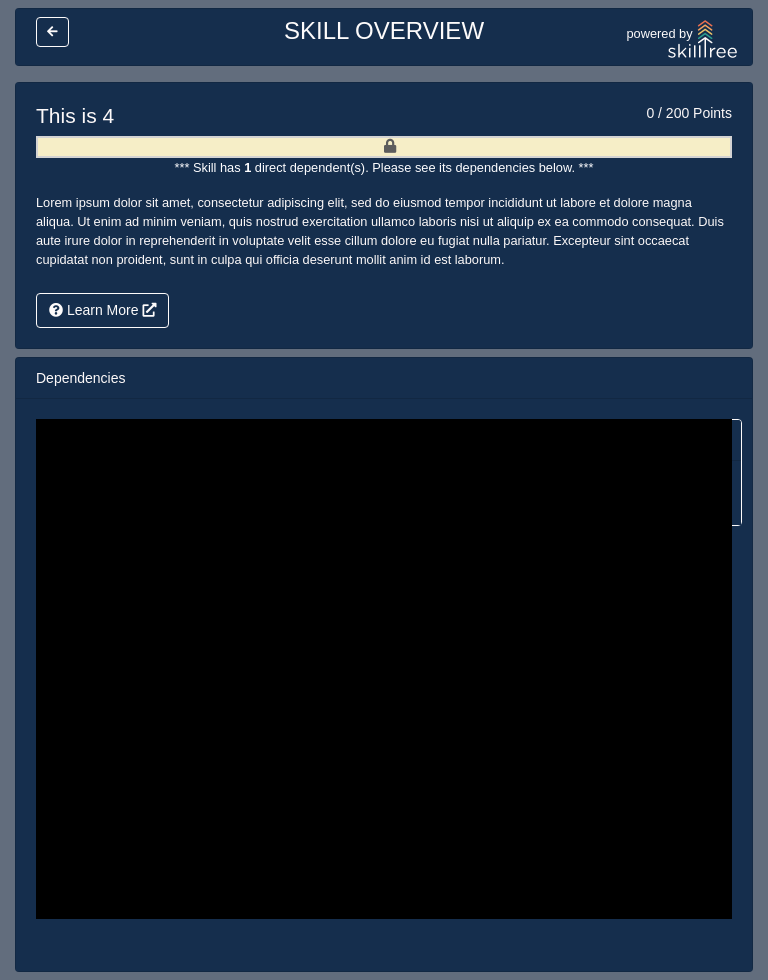 SKILL OVERVIEW
powered by
skilltree
This is 4
0 / 200 Points
*** Skill has 1 direct dependent(s). Please see its dependencies below. ***
Lorem ipsum dolor sit amet, consectetur adipiscing elit, sed do eiusmod tempor incididunt ut labore et dolore magna
aliqua. Ut enim ad minim veniam, quis nostrud exercitation ullamco laboris nisi ut aliquip ex ea commodo consequat. Duis
aute irure dolor in reprehenderit in voluptate velit esse cillum dolore eu fugiat nulla pariatur. Excepteur sint occaecat
cupidatat non proident, sunt in culpa qui officia deserunt mollit anim id est laborum.
Learn More
Dependencies